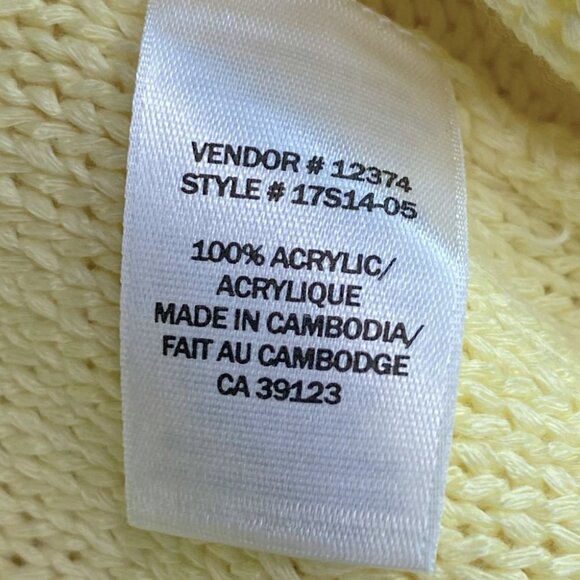 VENDOR # 12374
STYLE # 17S14-05
100% ACRYLIC/
ACRYLIQUE
MADE IN CAMBODIA/
FAIT AU CAMBODGE
CA 39123